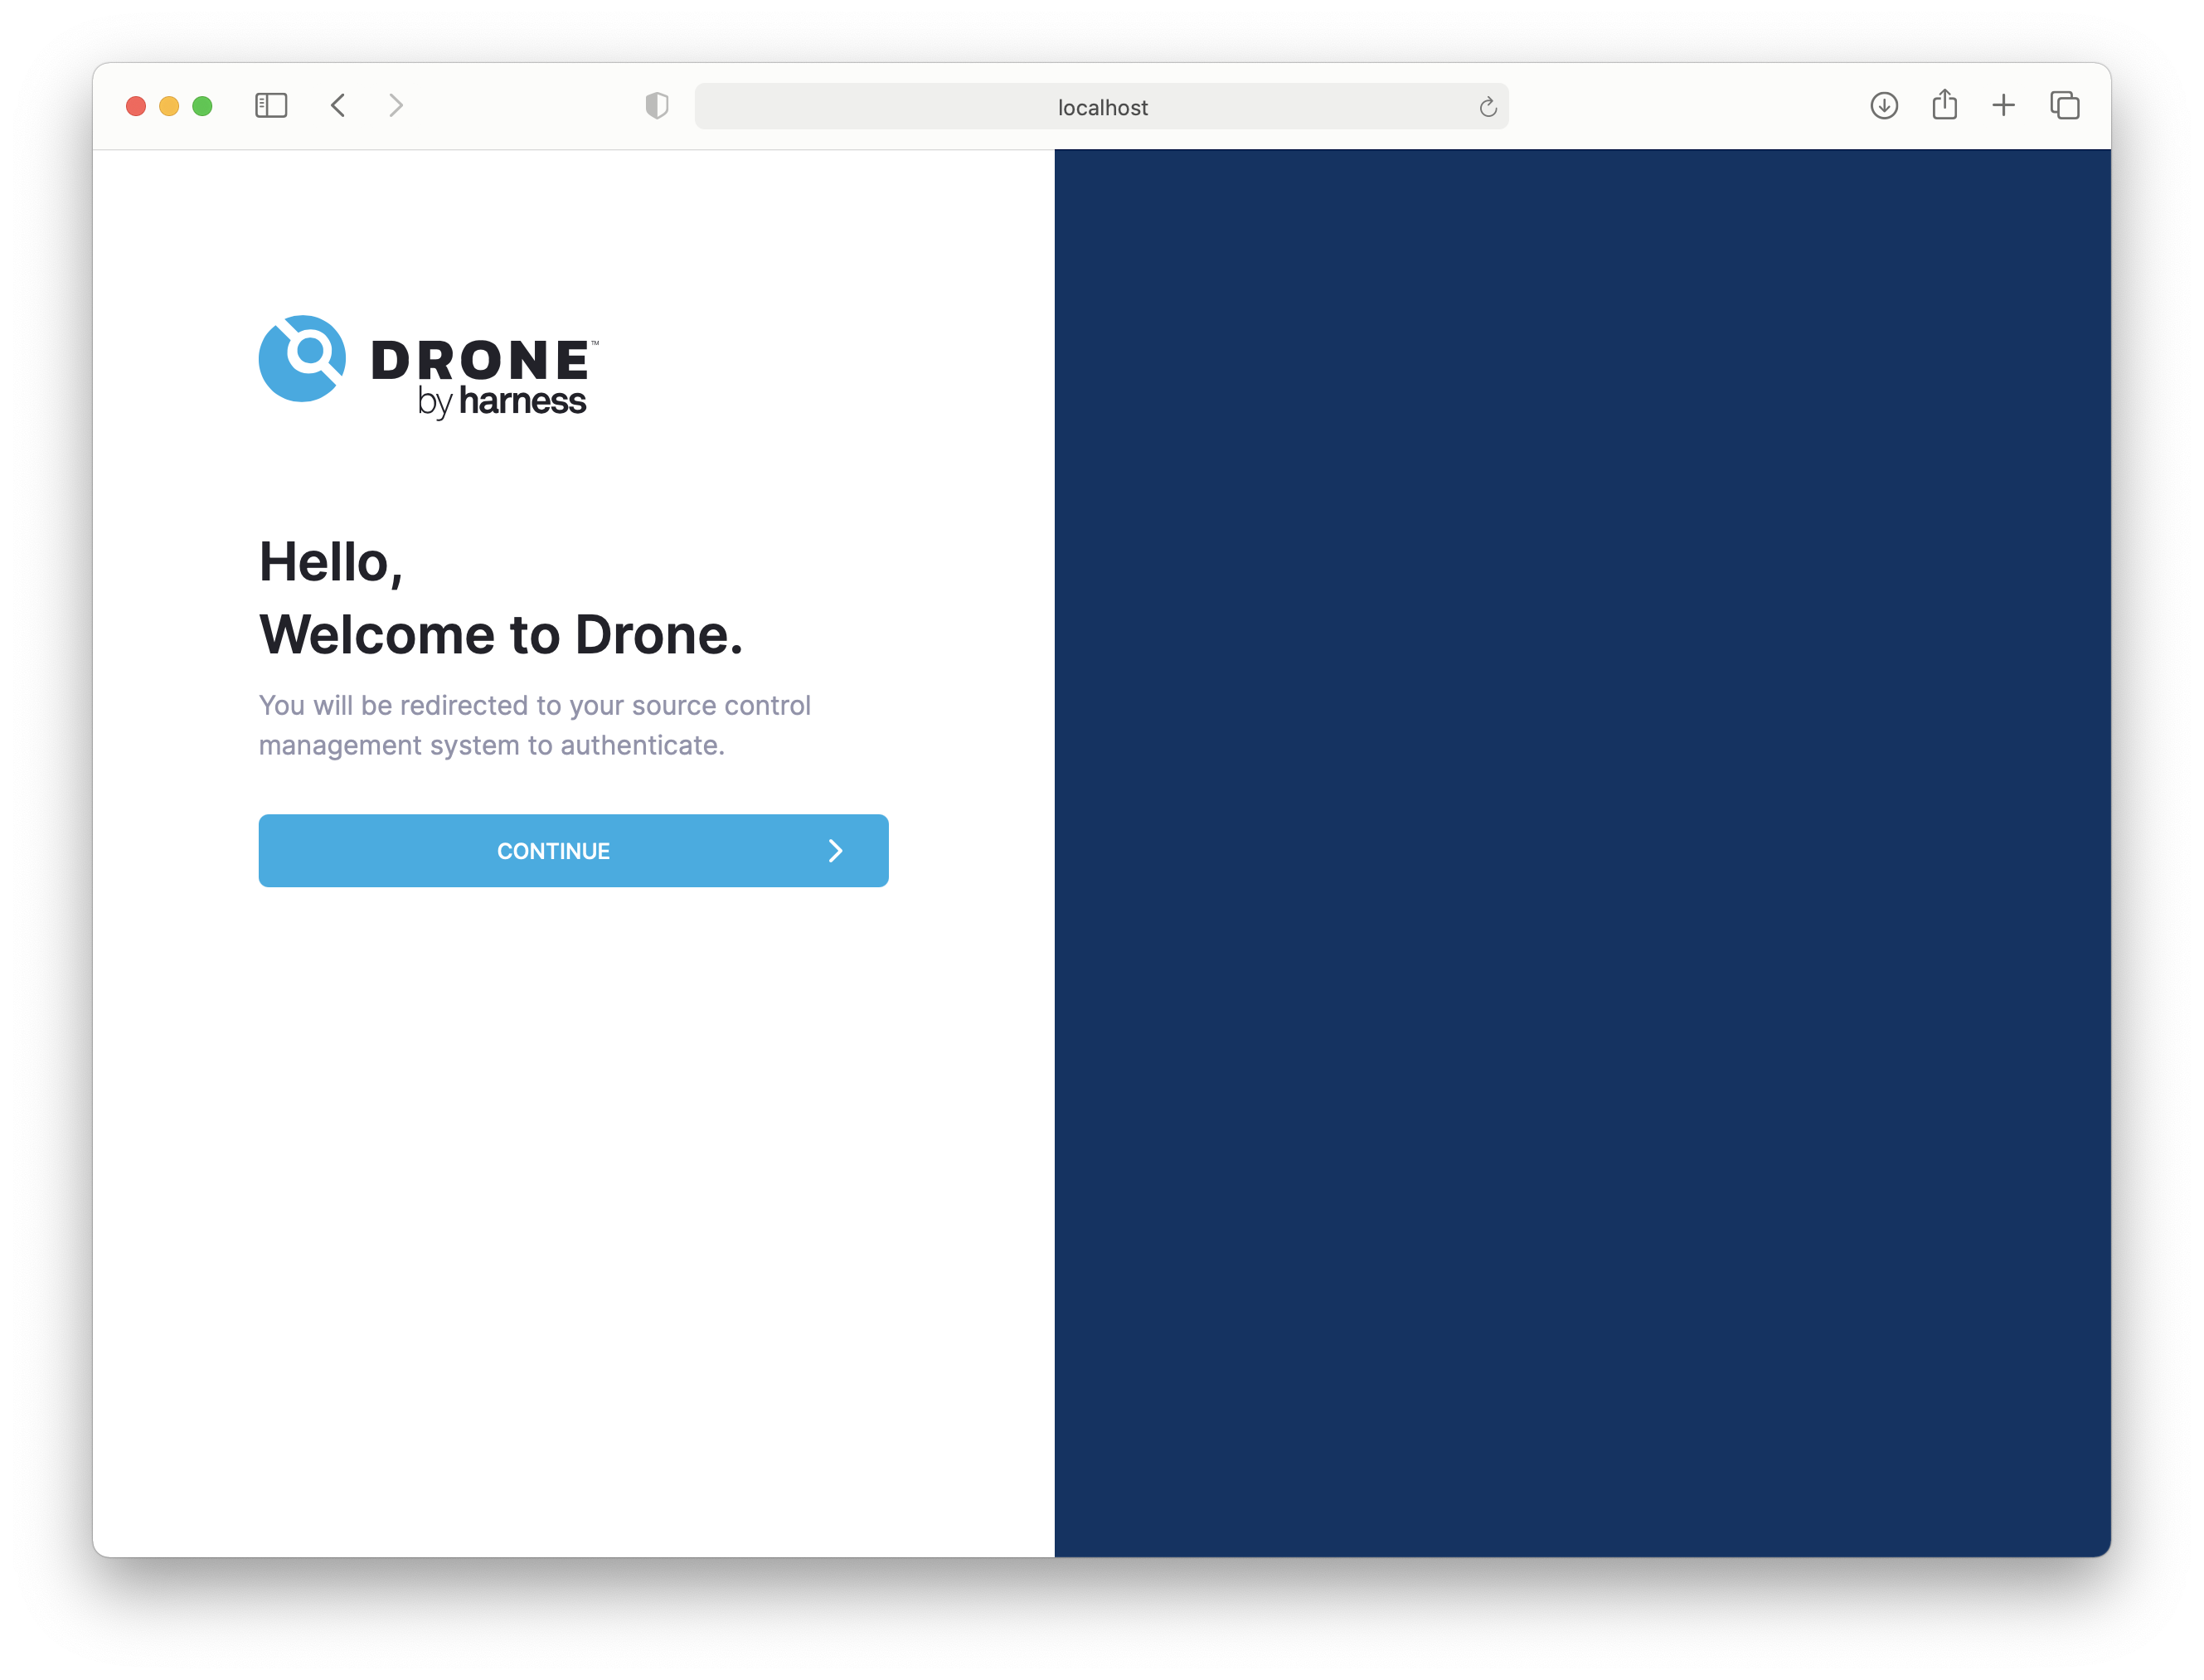 localhost
DRONE™
by harness
Hello,
Welcome to Drone.
You will be redirected to your source control
management system to authenticate.
CONTINUE